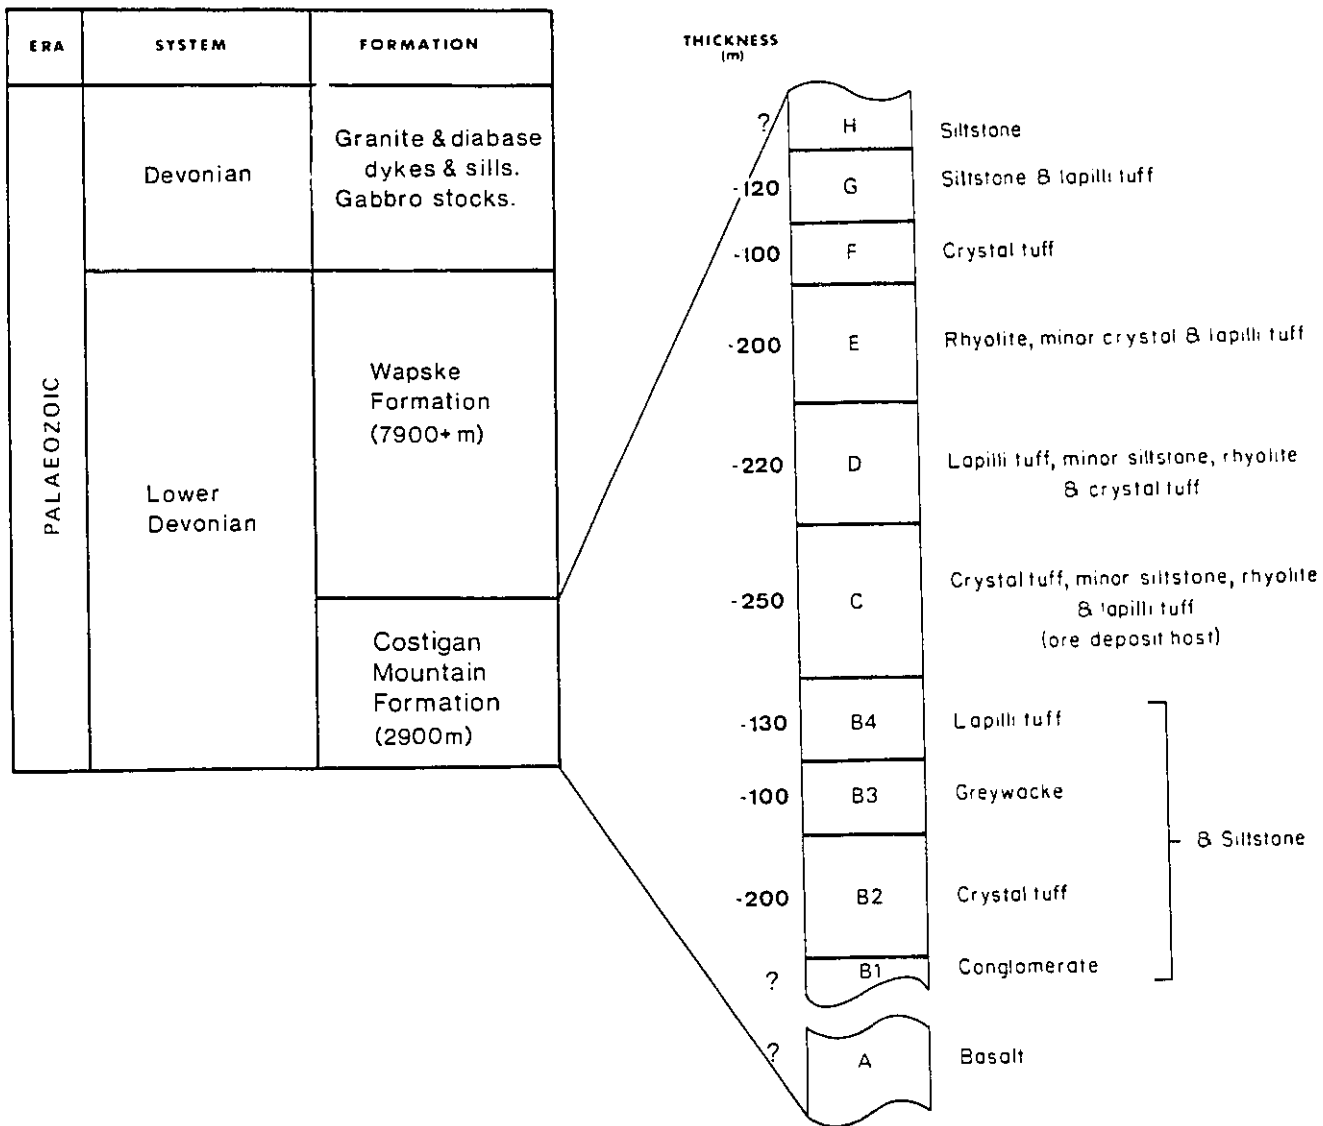 ERA SYSTEM FORMATION
Devonian
Granite & diabase
dykes & sills.
Gabbro stocks.
PALAEOZOIC
Lower
Devonian
Wapske
Formation
(7900+ m)
Costigan
Mountain
Formation
(2900m)
THICKNESS
(m)
? H Siltstone
-120 G Siltstone & lapilli tuff
-100 F Crystal tuff
-200 E Rhyolite, minor crystal & lapilli tuff
-220 D Lapilli tuff, minor siltstone, rhyolite
& crystal tuff
-250 C Crystal tuff, minor siltstone, rhyolite
& lapilli tuff
(ore deposit host)
-130 B4 Lapilli tuff
-100 B3 Greywacke
& Siltstone
-200 B2 Crystal tuff
? B1 Conglomerate
? A Basalt